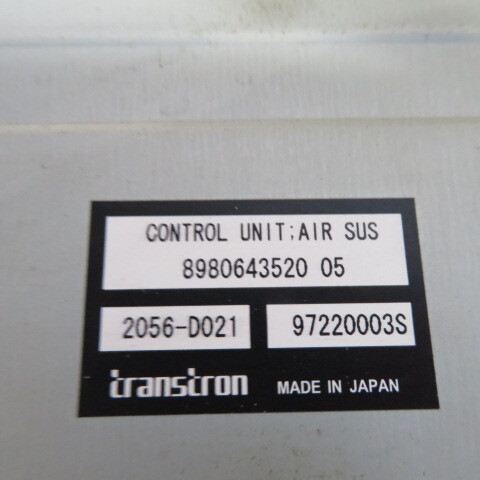 CONTROL UNIT;AIR SUS
8980643520 05
2056-D021 97220003S
transtron MADE IN JAPAN